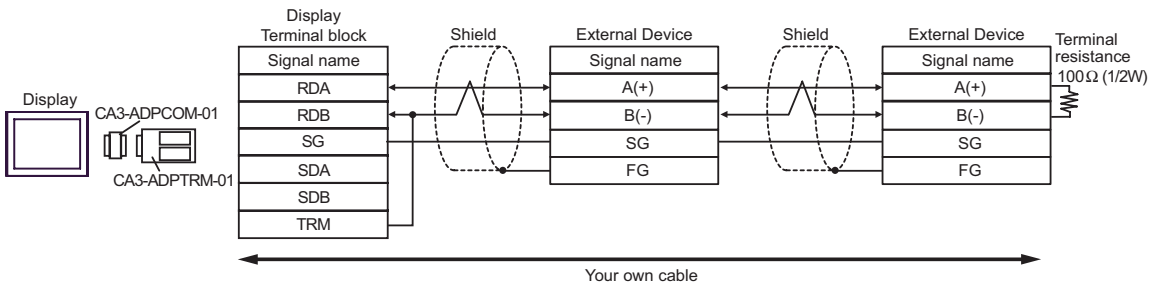 Display
CA3-ADPCOM-01
CA3-ADPTRM-01
Display
Terminal block
Signal name
RDA
RDB
SG
SDA
SDB
TRM
Shield
External Device
Signal name
A(+)
B(-)
SG
FG
Shield
External Device
Signal name
A(+)
B(-)
SG
FG
Terminal
resistance
100Ω (1/2W)
Your own cable